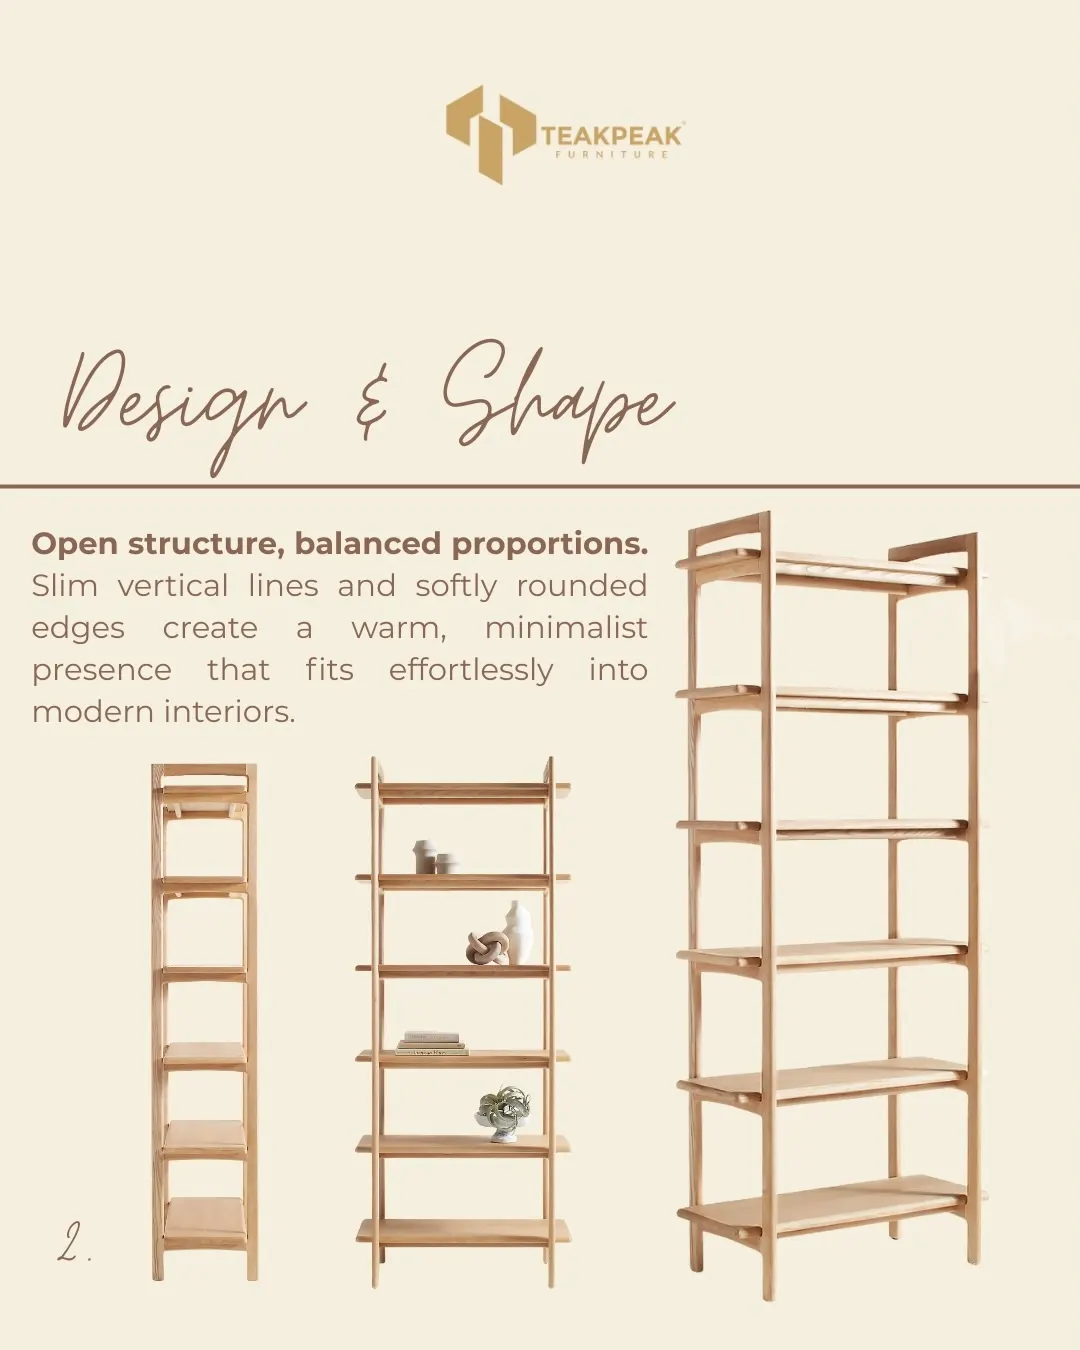 TEAKPEAK
FURNITURE
Design & Shape
Open structure, balanced proportions.
Slim vertical lines and softly rounded
edges create a warm, minimalist
presence that fits effortlessly into
modern interiors.
2.